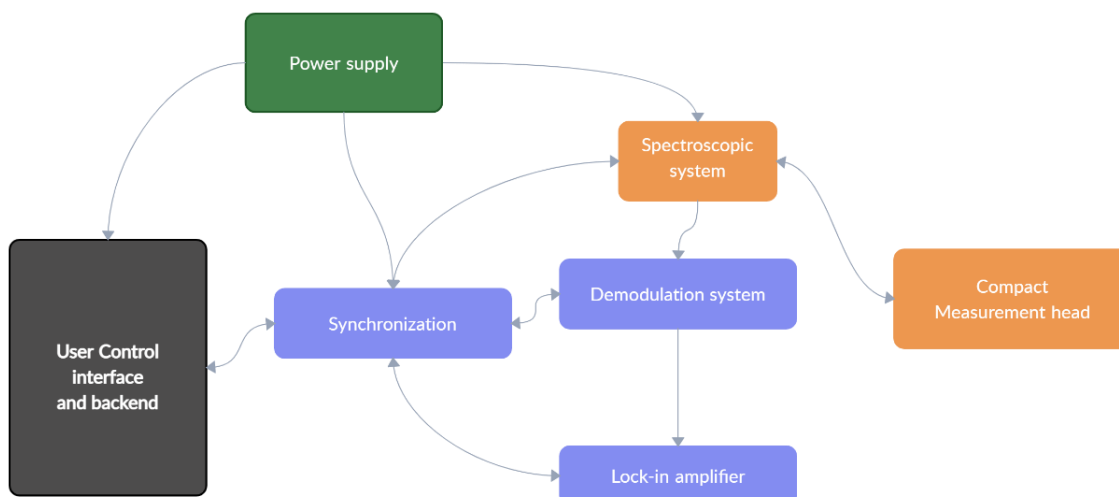 Power supply
Spectroscopic
system
Compact
Measurement head
Demodulation system
Synchronization
User Control
interface
and backend
Lock-in amplifier